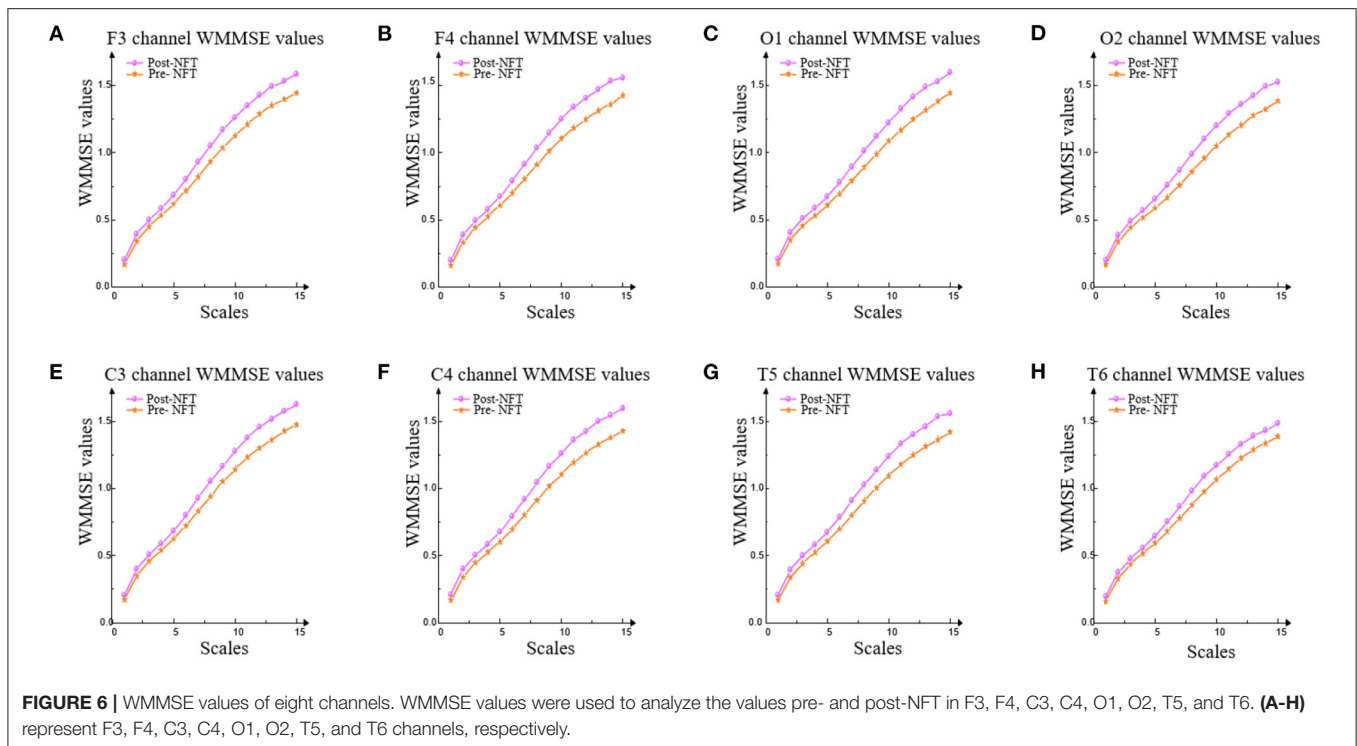 A
F3 channel WMMSE values
Post-NFT
Pre- NFT
WMMSE values
1.5
1.0
0.5
0.0
0 5 10 15
Scales
B
F4 channel WMMSE values
Post-NFT
Pre- NFT
WMMSE values
1.5
1.0
0.5
0.0
0 5 10 15
Scales
C
O1 channel WMMSE values
Post-NFT
Pre- NFT
WMMSE values
1.5
1.0
0.5
0.0
0 5 10 15
Scales
D
O2 channel WMMSE values
Post-NFT
Pre- NFT
WMMSE values
1.5
1.0
0.5
0.0
0 5 10 15
Scales
E
C3 channel WMMSE values
Post-NFT
Pre- NFT
WMMSE values
1.5
1.0
0.5
0.0
0 5 10 15
Scales
F
C4 channel WMMSE values
Post-NFT
Pre- NFT
WMMSE values
1.5
1.0
0.5
0.0
0 5 10 15
Scales
G
T5 channel WMMSE values
Post-NFT
Pre- NFT
WMMSE values
1.5
1.0
0.5
0.0
0 5 10 15
Scales
H
T6 channel WMMSE values
Post-NFT
Pre- NFT
WMMSE values
1.5
1.0
0.5
0.0
0 5 10 15
Scales
FIGURE 6 | WMMSE values of eight channels. WMMSE values were used to analyze the values pre- and post-NFT in F3, F4, C3, C4, O1, O2, T5, and T6. (A-H)
represent F3, F4, C3, C4, O1, O2, T5, and T6 channels, respectively.